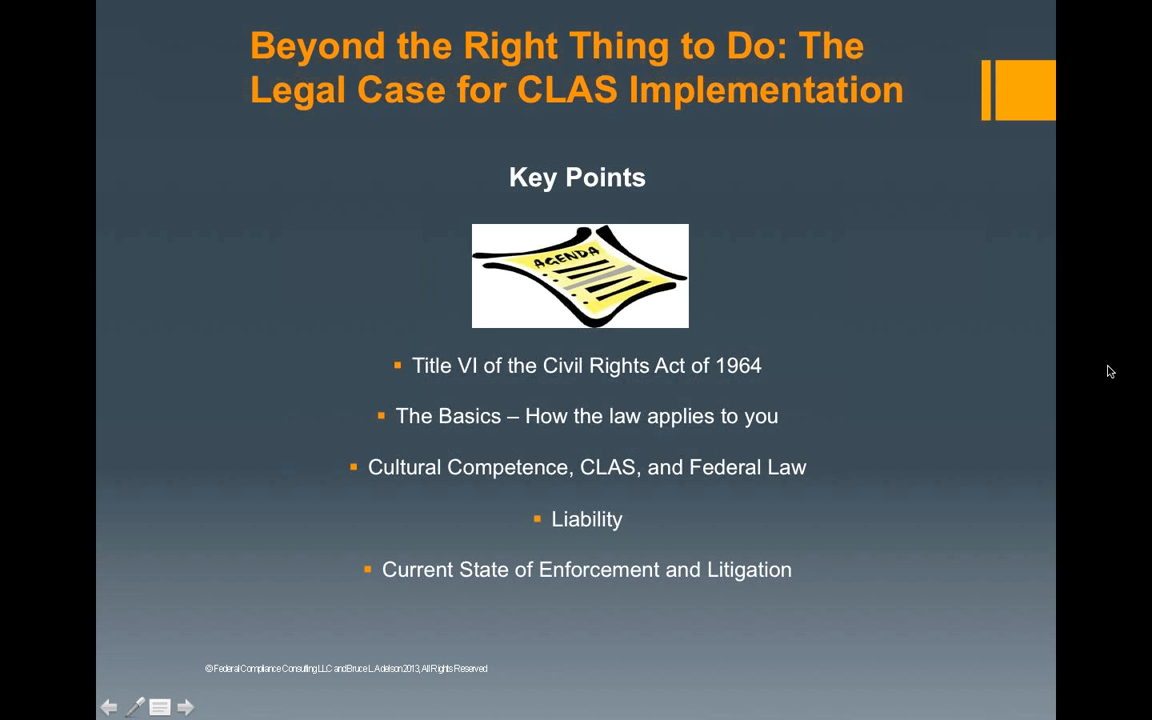 Beyond the Right Thing to Do: The
Legal Case for CLAS Implementation
Key Points
AGENDA
Title VI of the Civil Rights Act of 1964
The Basics – How the law applies to you
Cultural Competence, CLAS, and Federal Law
Liability
Current State of Enforcement and Litigation
© Federal Compliance Consulting LLC and Bruce L. Adelson 2013, All Rights Reserved